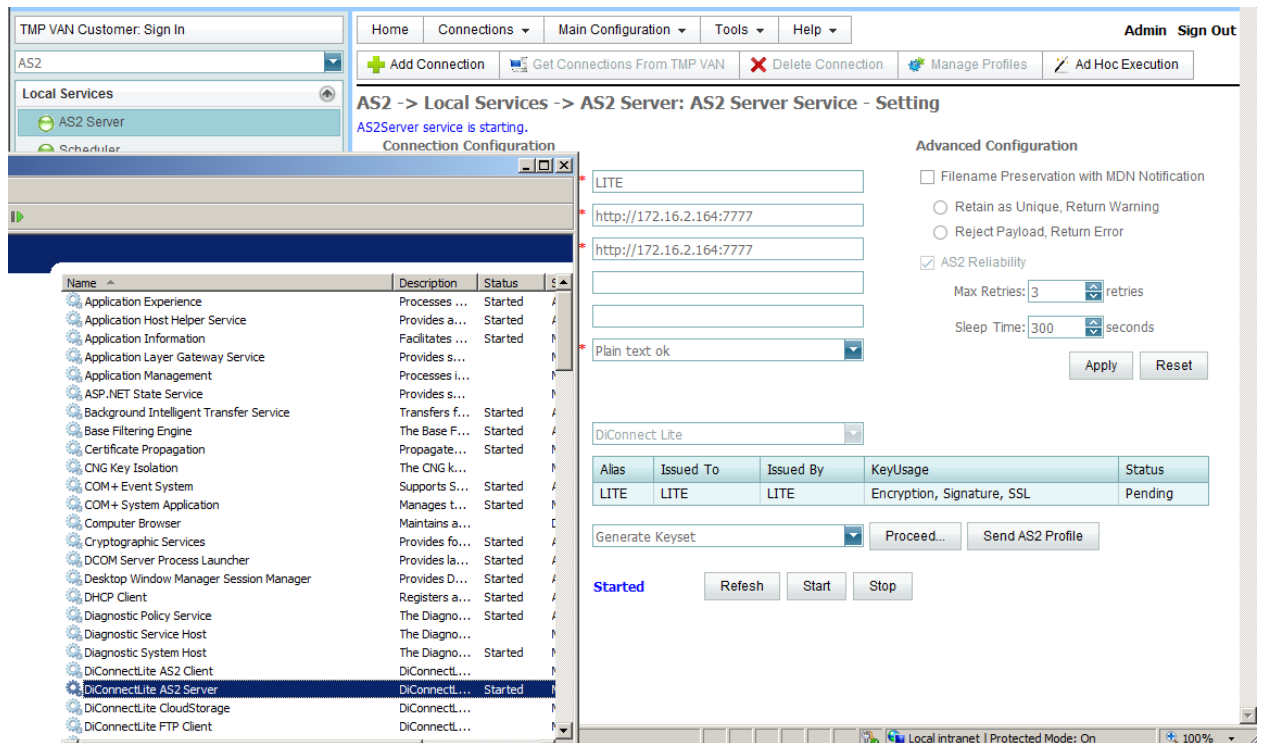 TMP VAN Customer: Sign In
Home Connections Main Configuration Tools Help Admin Sign Out
AS2
Add Connection Get Connections From TMP VAN Delete Connection Manage Profiles Ad Hoc Execution
Local Services
AS2 Server
Scheduler
AS2 -> Local Services -> AS2 Server: AS2 Server Service - Setting
AS2Server service is starting.
Connection Configuration
* LITE
* http://172.16.2.164:7777
* http://172.16.2.164:7777
* Plain text ok
Advanced Configuration
Filename Preservation with MDN Notification
Retain as Unique, Return Warning
Reject Payload, Return Error
AS2 Reliability
Max Retries: 3 retries
Sleep Time: 300 seconds
Apply Reset
DiConnect Lite
Alias Issued To Issued By KeyUsage Status
LITE LITE LITE Encryption, Signature, SSL Pending
Generate Keyset Proceed... Send AS2 Profile
Started Refesh Start Stop
Name Description Status
Application Experience Processes ... Started
Application Host Helper Service Provides a... Started
Application Information Facilitates ... Started
Application Layer Gateway Service Provides s...
Application Management Processes i...
ASP.NET State Service Provides s...
Background Intelligent Transfer Service Transfers f... Started
Base Filtering Engine The Base F... Started
Certificate Propagation Propagate... Started
CNG Key Isolation The CNG k...
COM+ Event System Supports S... Started
COM+ System Application Manages t... Started
Computer Browser Maintains a...
Cryptographic Services Provides fo... Started
DCOM Server Process Launcher Provides la... Started
Desktop Window Manager Session Manager Provides D... Started
DHCP Client Registers a... Started
Diagnostic Policy Service The Diagno... Started
Diagnostic Service Host The Diagno...
Diagnostic System Host The Diagno... Started
DiConnectLite AS2 Client DiConnectL...
DiConnectLite AS2 Server DiConnectL... Started
DiConnectLite CloudStorage DiConnectL...
DiConnectLite FTP Client DiConnectL...
Local intranet | Protected Mode: On 100%